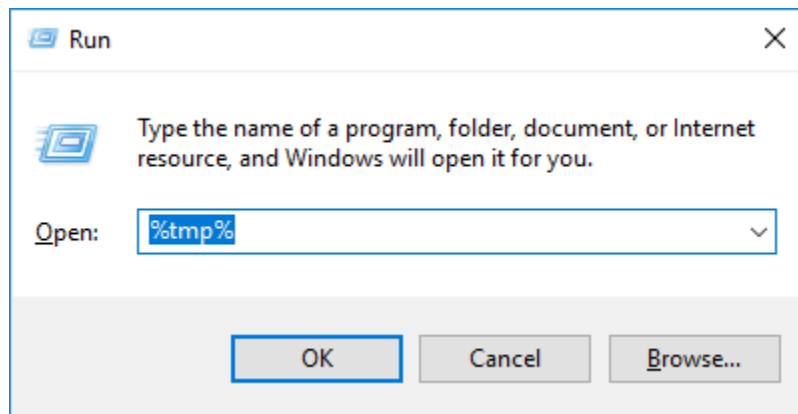 Run
Type the name of a program, folder, document, or Internet
resource, and Windows will open it for you.
Open: %tmp%
OK Cancel Browse...